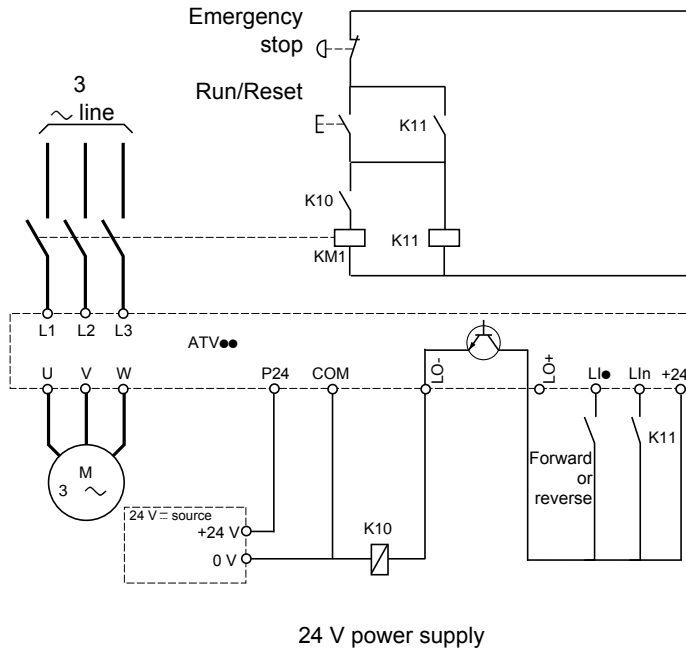 Emergency
stop
Run/Reset
3
~ line
K11
K10
KM1
K11
L1 L2 L3
ATV●●
U V W P24 COM LO- LO+ LI● LIn +24
K11
Forward
or
reverse
M
3 ~
24 V ⎓ source
+24 V
0 V
K10
24 V power supply